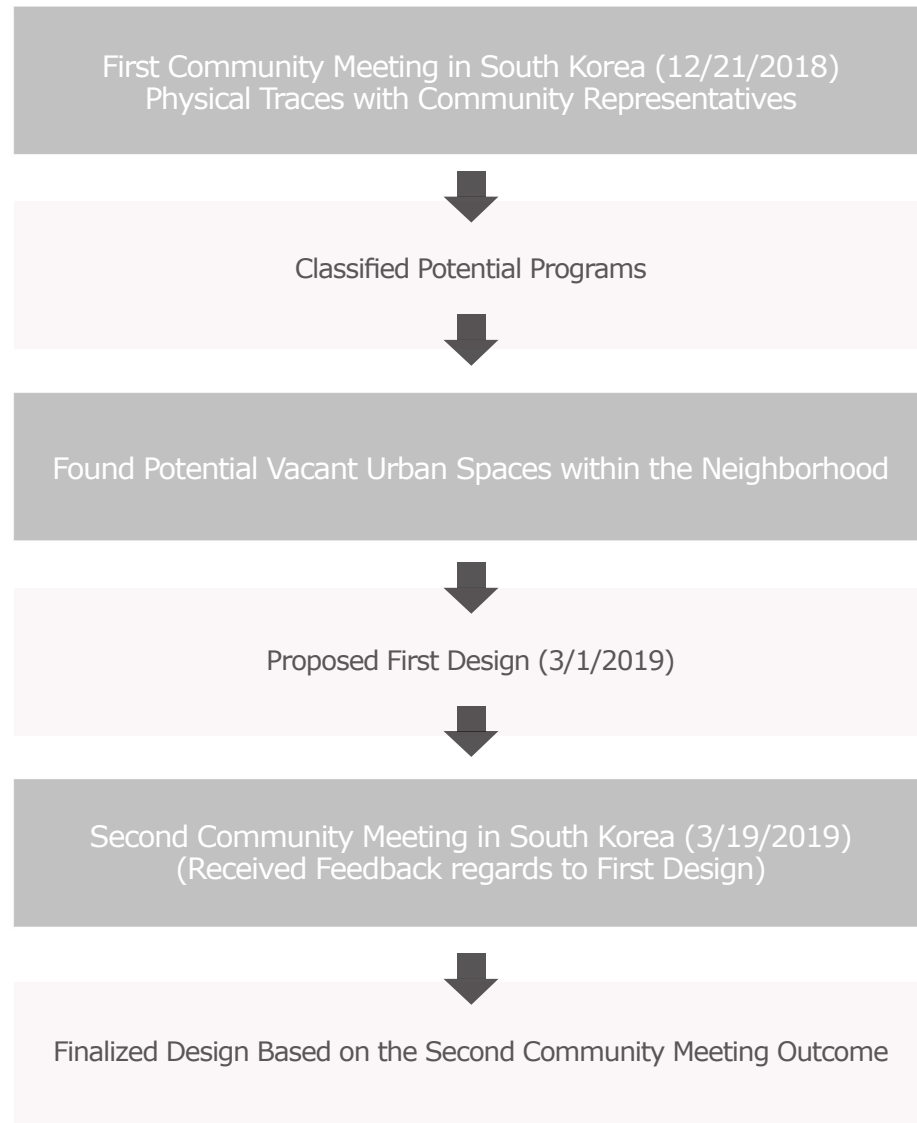 First Community Meeting in South Korea (12/21/2018)
Physical Traces with Community Representatives
Classified Potential Programs
Found Potential Vacant Urban Spaces within the Neighborhood
Proposed First Design (3/1/2019)
Second Community Meeting in South Korea (3/19/2019)
(Received Feedback regards to First Design)
Finalized Design Based on the Second Community Meeting Outcome